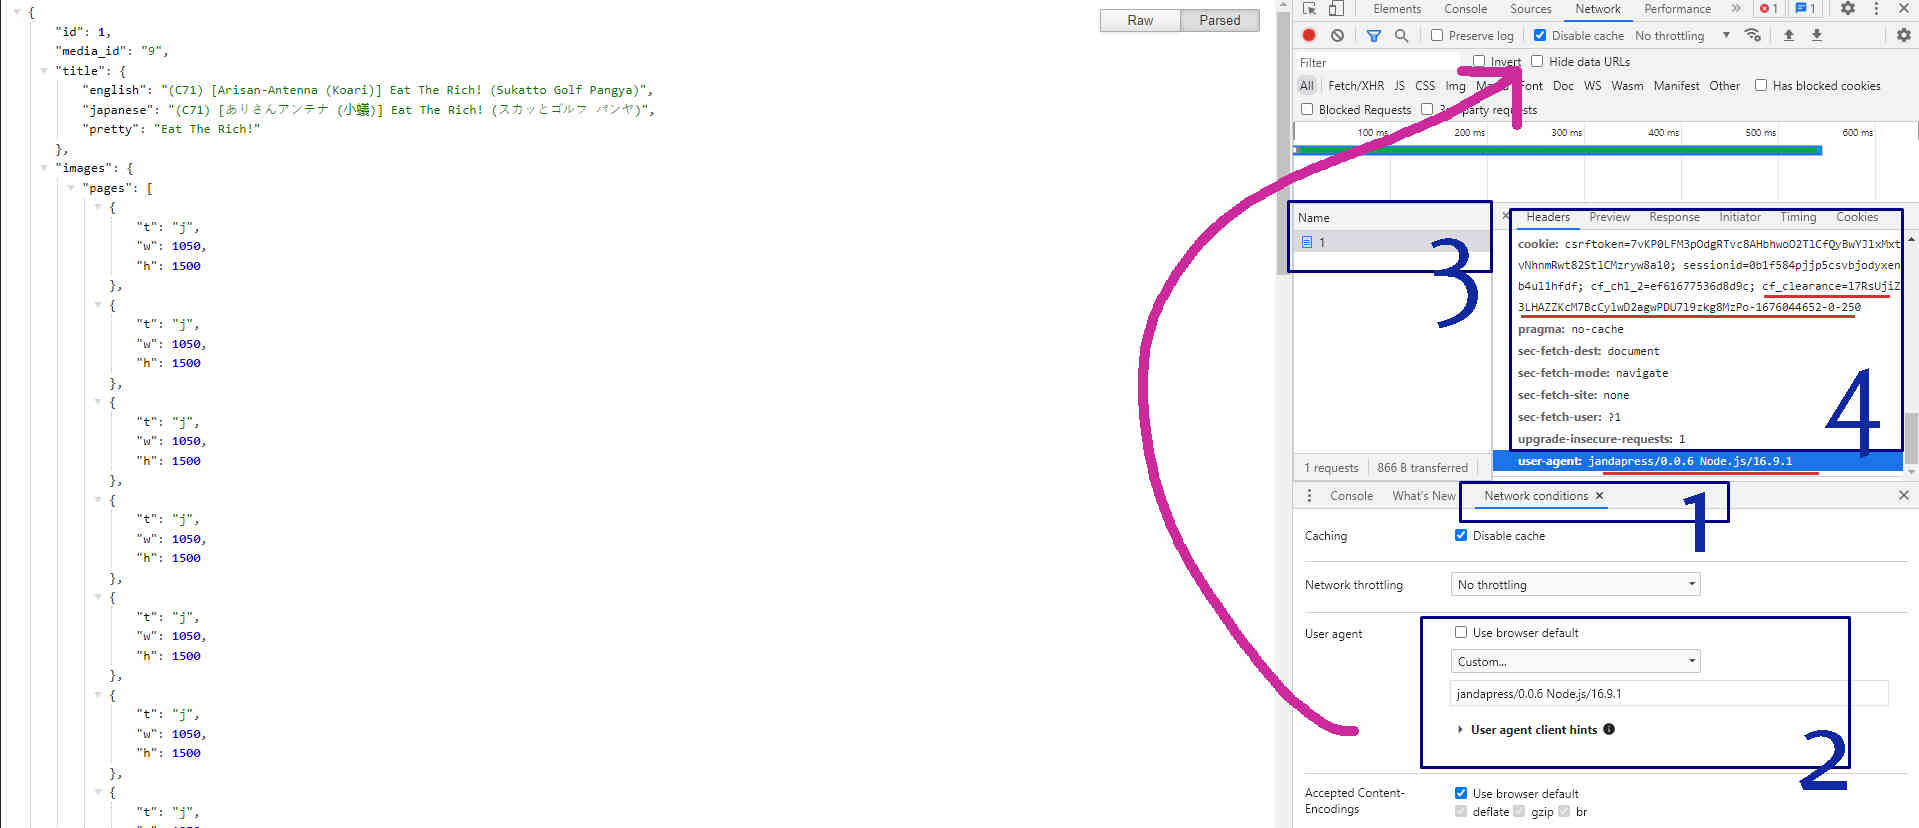 {
"id": 1,
"media_id": "9",
"title": {
"english": "(C71) [Arisan-Antenna (Koari)] Eat The Rich! (Sukatto Golf Pangya)",
"japanese": "(C71) [ありさんアンテナ (小蟻)] Eat The Rich! (スカッとゴルフ パンヤ)",
"pretty": "Eat The Rich!"
},
"images": {
"pages": [
{
"t": "j",
"w": 1050,
"h": 1500
},
{
"t": "j",
"w": 1050,
"h": 1500
},
{
"t": "j",
"w": 1050,
"h": 1500
},
{
"t": "j",
"w": 1050,
"h": 1500
},
{
"t": "j",
"w": 1050,
"h": 1500
},
{
"t": "j",
"w": 1050,
"h": 1500
},
{
"t": "j",
Raw Parsed
Elements Console Sources Network Performance » 1 1
Preserve log Disable cache No throttling
Filter Invert Hide data URLs
All Fetch/XHR JS CSS Img Font Doc WS Wasm Manifest Other Has blocked cookies
Blocked Requests 3rd-party requests
100 ms 200 ms 300 ms 400 ms 500 ms 600 ms
Name
1
3
1 requests 866 B transferred
Headers Preview Response Initiator Timing Cookies
cookie: csrftoken=7vKP0LFM3pOdgRTvc8AHbhwoO2TlCfQyBwYJlxMxt
vNhnmRwt82StlCMzryw8a10; sessionid=0b1f584pjjp5csvbjodyxen
b4ul1hfdf; cf_chl_2=ef61677536d8d9c; cf_clearance=17RsUjiZ
3LHAZZKcM7BcCylwD2agwPDU7l9zkg8MzPo-1676044652-0-250
pragma: no-cache
sec-fetch-dest: document
sec-fetch-mode: navigate
sec-fetch-site: none
sec-fetch-user: ?1
upgrade-insecure-requests: 1
user-agent: jandapress/0.0.6 Node.js/16.9.1
4
Console What's New Network conditions
1
Caching Disable cache
Network throttling No throttling
User agent Use browser default
Custom...
jandapress/0.0.6 Node.js/16.9.1
User agent client hints
2
Accepted Content-Encodings Use browser default
deflate gzip br